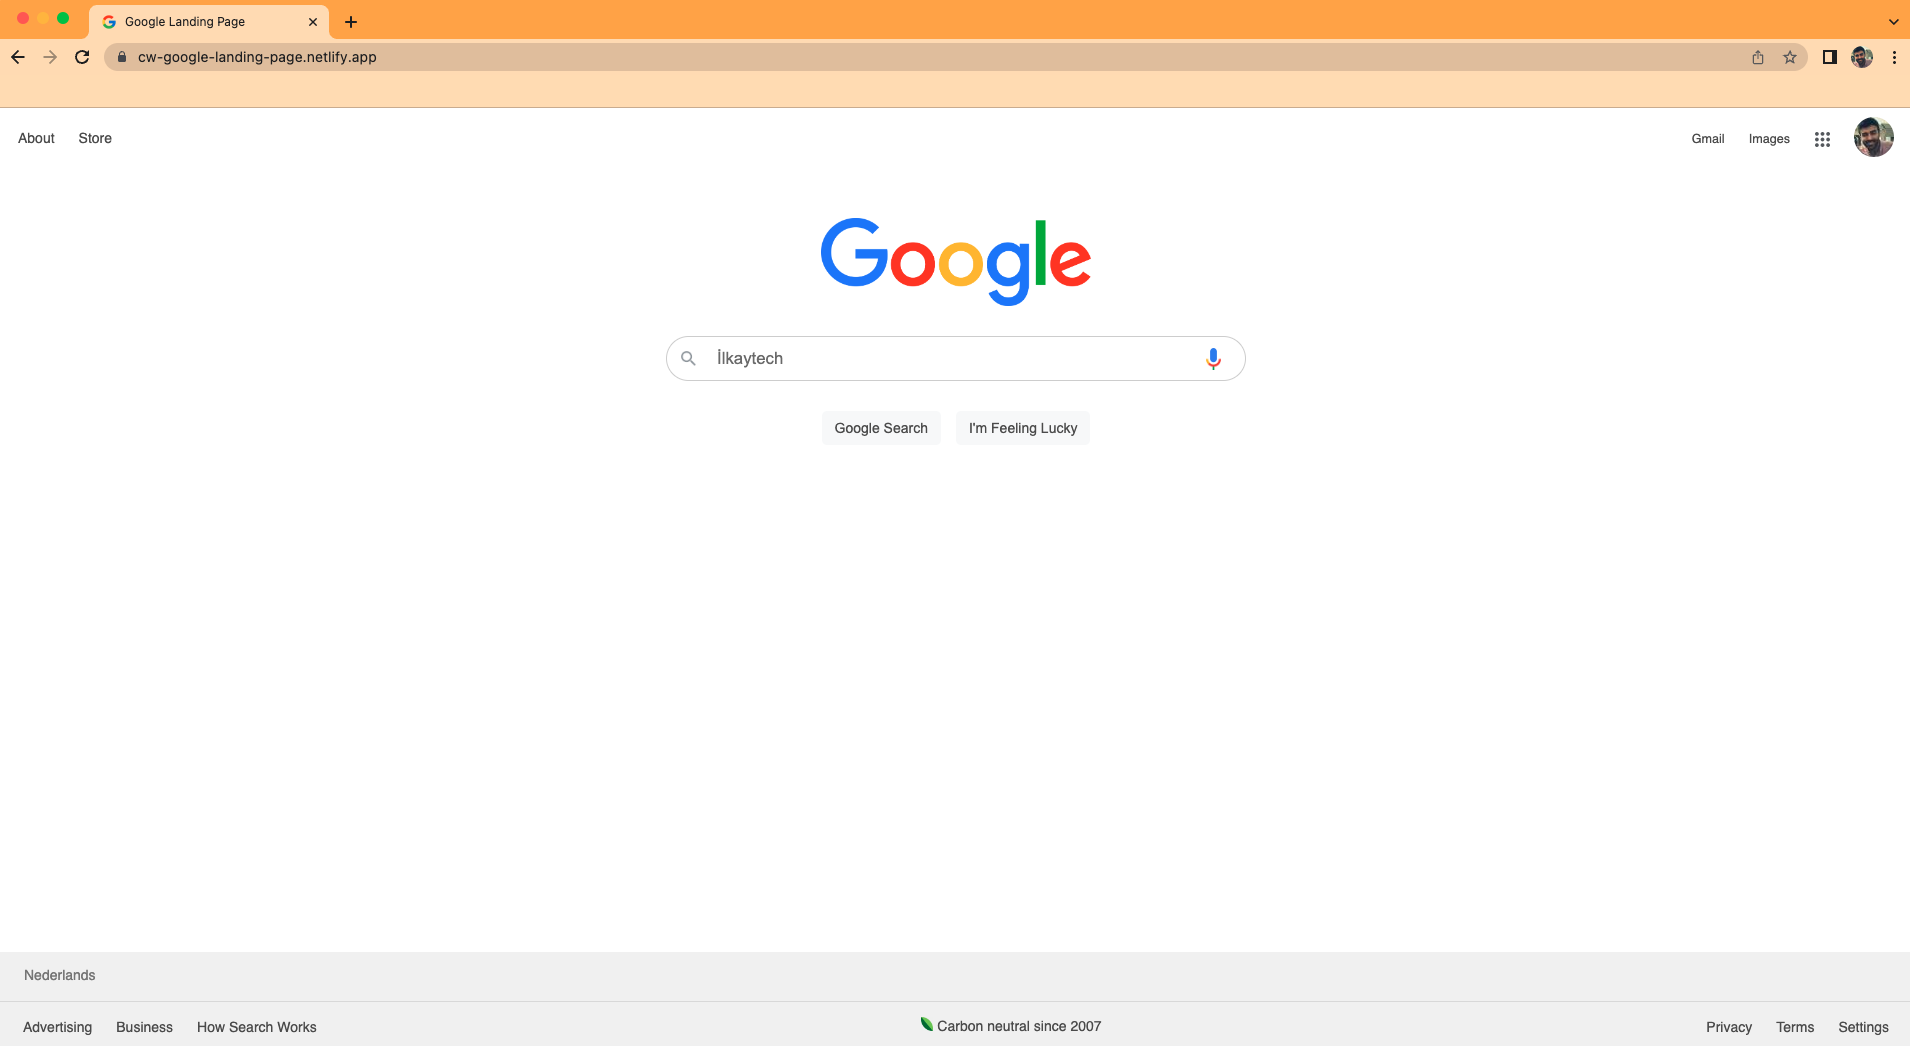 Google Landing Page
cw-google-landing-page.netlify.app
About Store Gmail Images
Google
İlkaytech
Google Search I'm Feeling Lucky
Nederlands
Advertising Business How Search Works Carbon neutral since 2007 Privacy Terms Settings